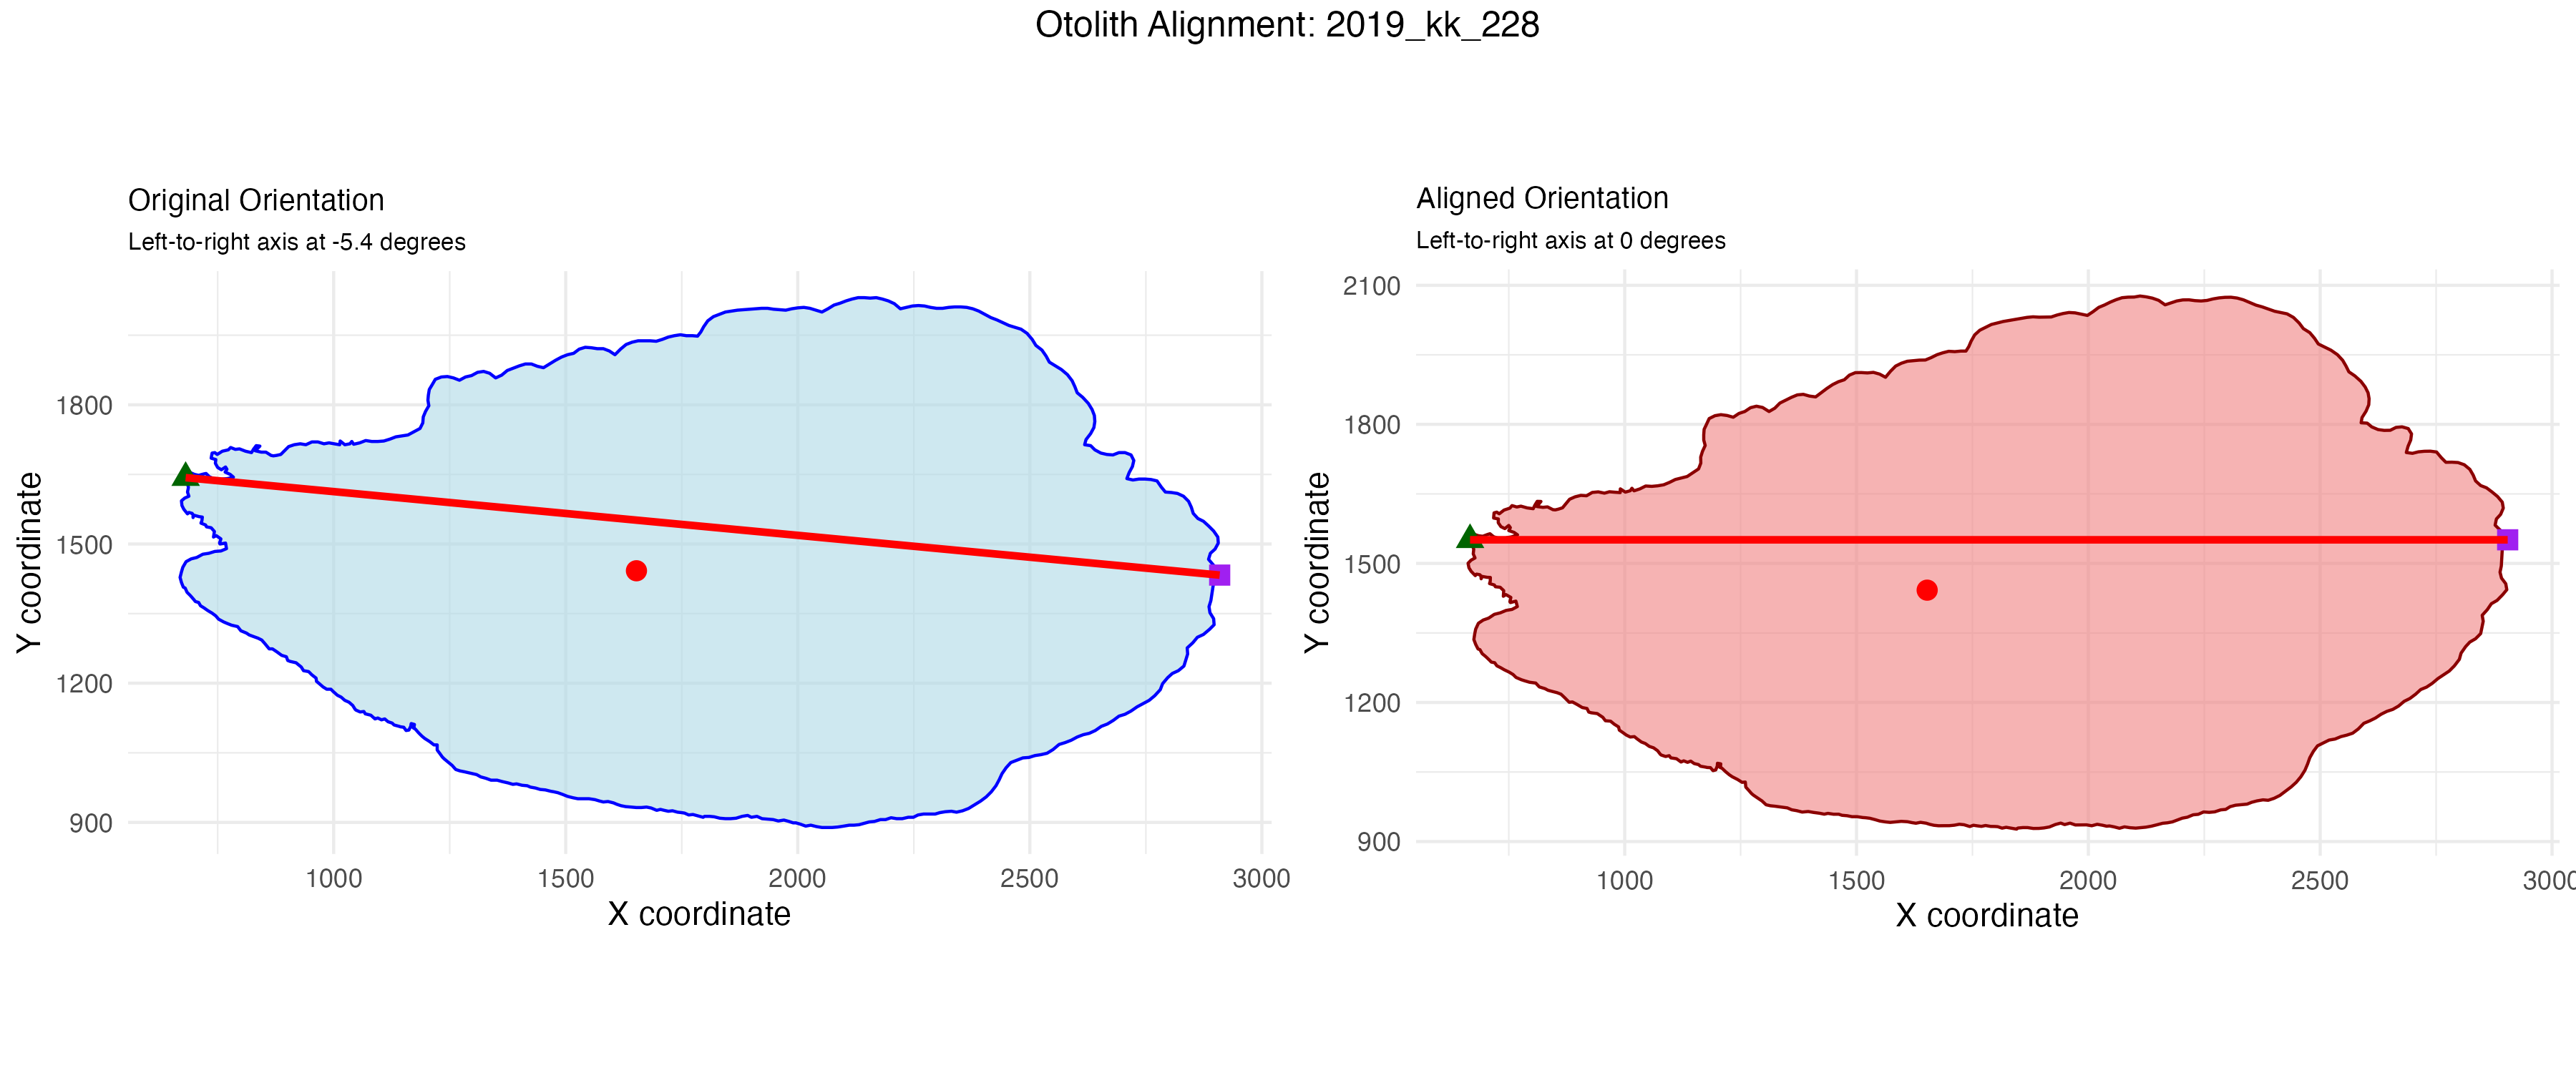 Otolith Alignment: 2019_kk_228
Original Orientation
Left-to-right axis at -5.4 degrees
Y coordinate
1800
1500
1200
900
1000 1500 2000 2500 3000
X coordinate
Aligned Orientation
Left-to-right axis at 0 degrees
Y coordinate
2100
1800
1500
1200
900
1000 1500 2000 2500 3000
X coordinate